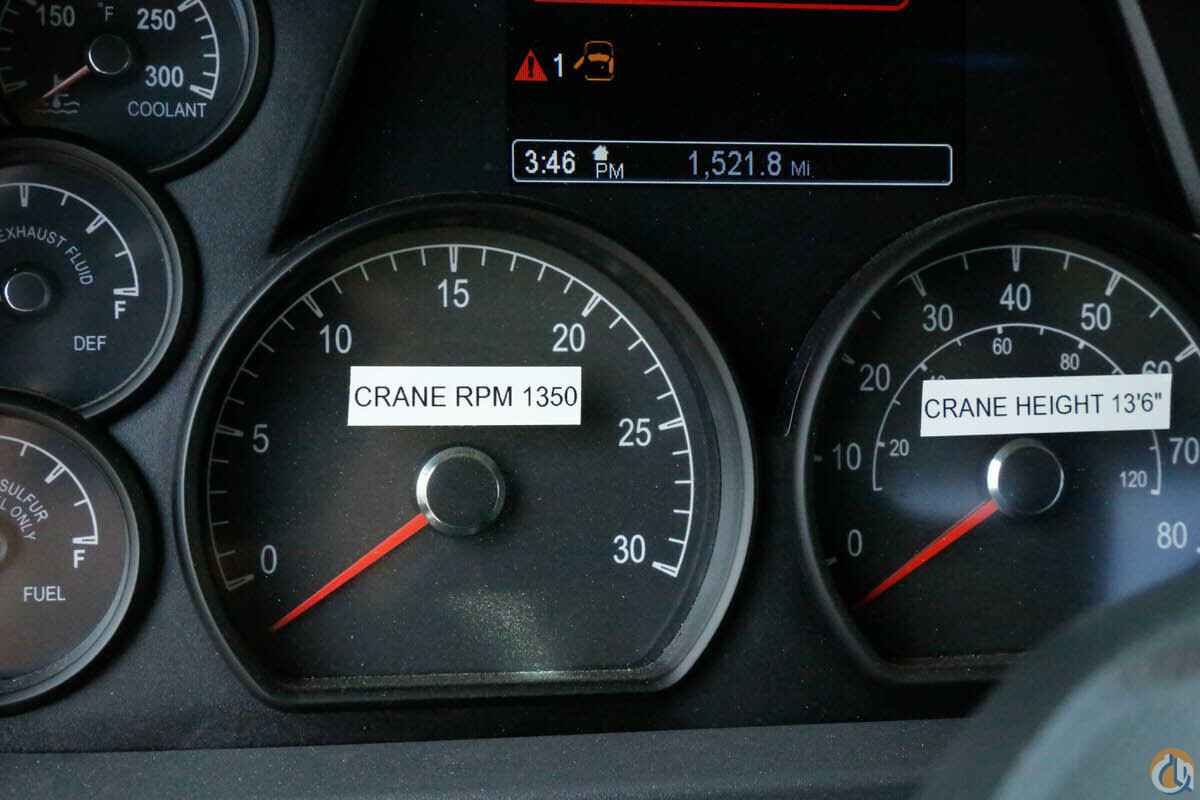 150 °F 250
300
COOLANT
1
3:46 PM 1,521.8 Mi
EXHAUST FLUID
F
DEF
SULFUR
ONLY
F
FUEL
0
5
10
15
20
25
30
CRANE RPM 1350
0
10
20
30
40
50
60
70
80
20
60
80
120
CRANE HEIGHT 13'6"